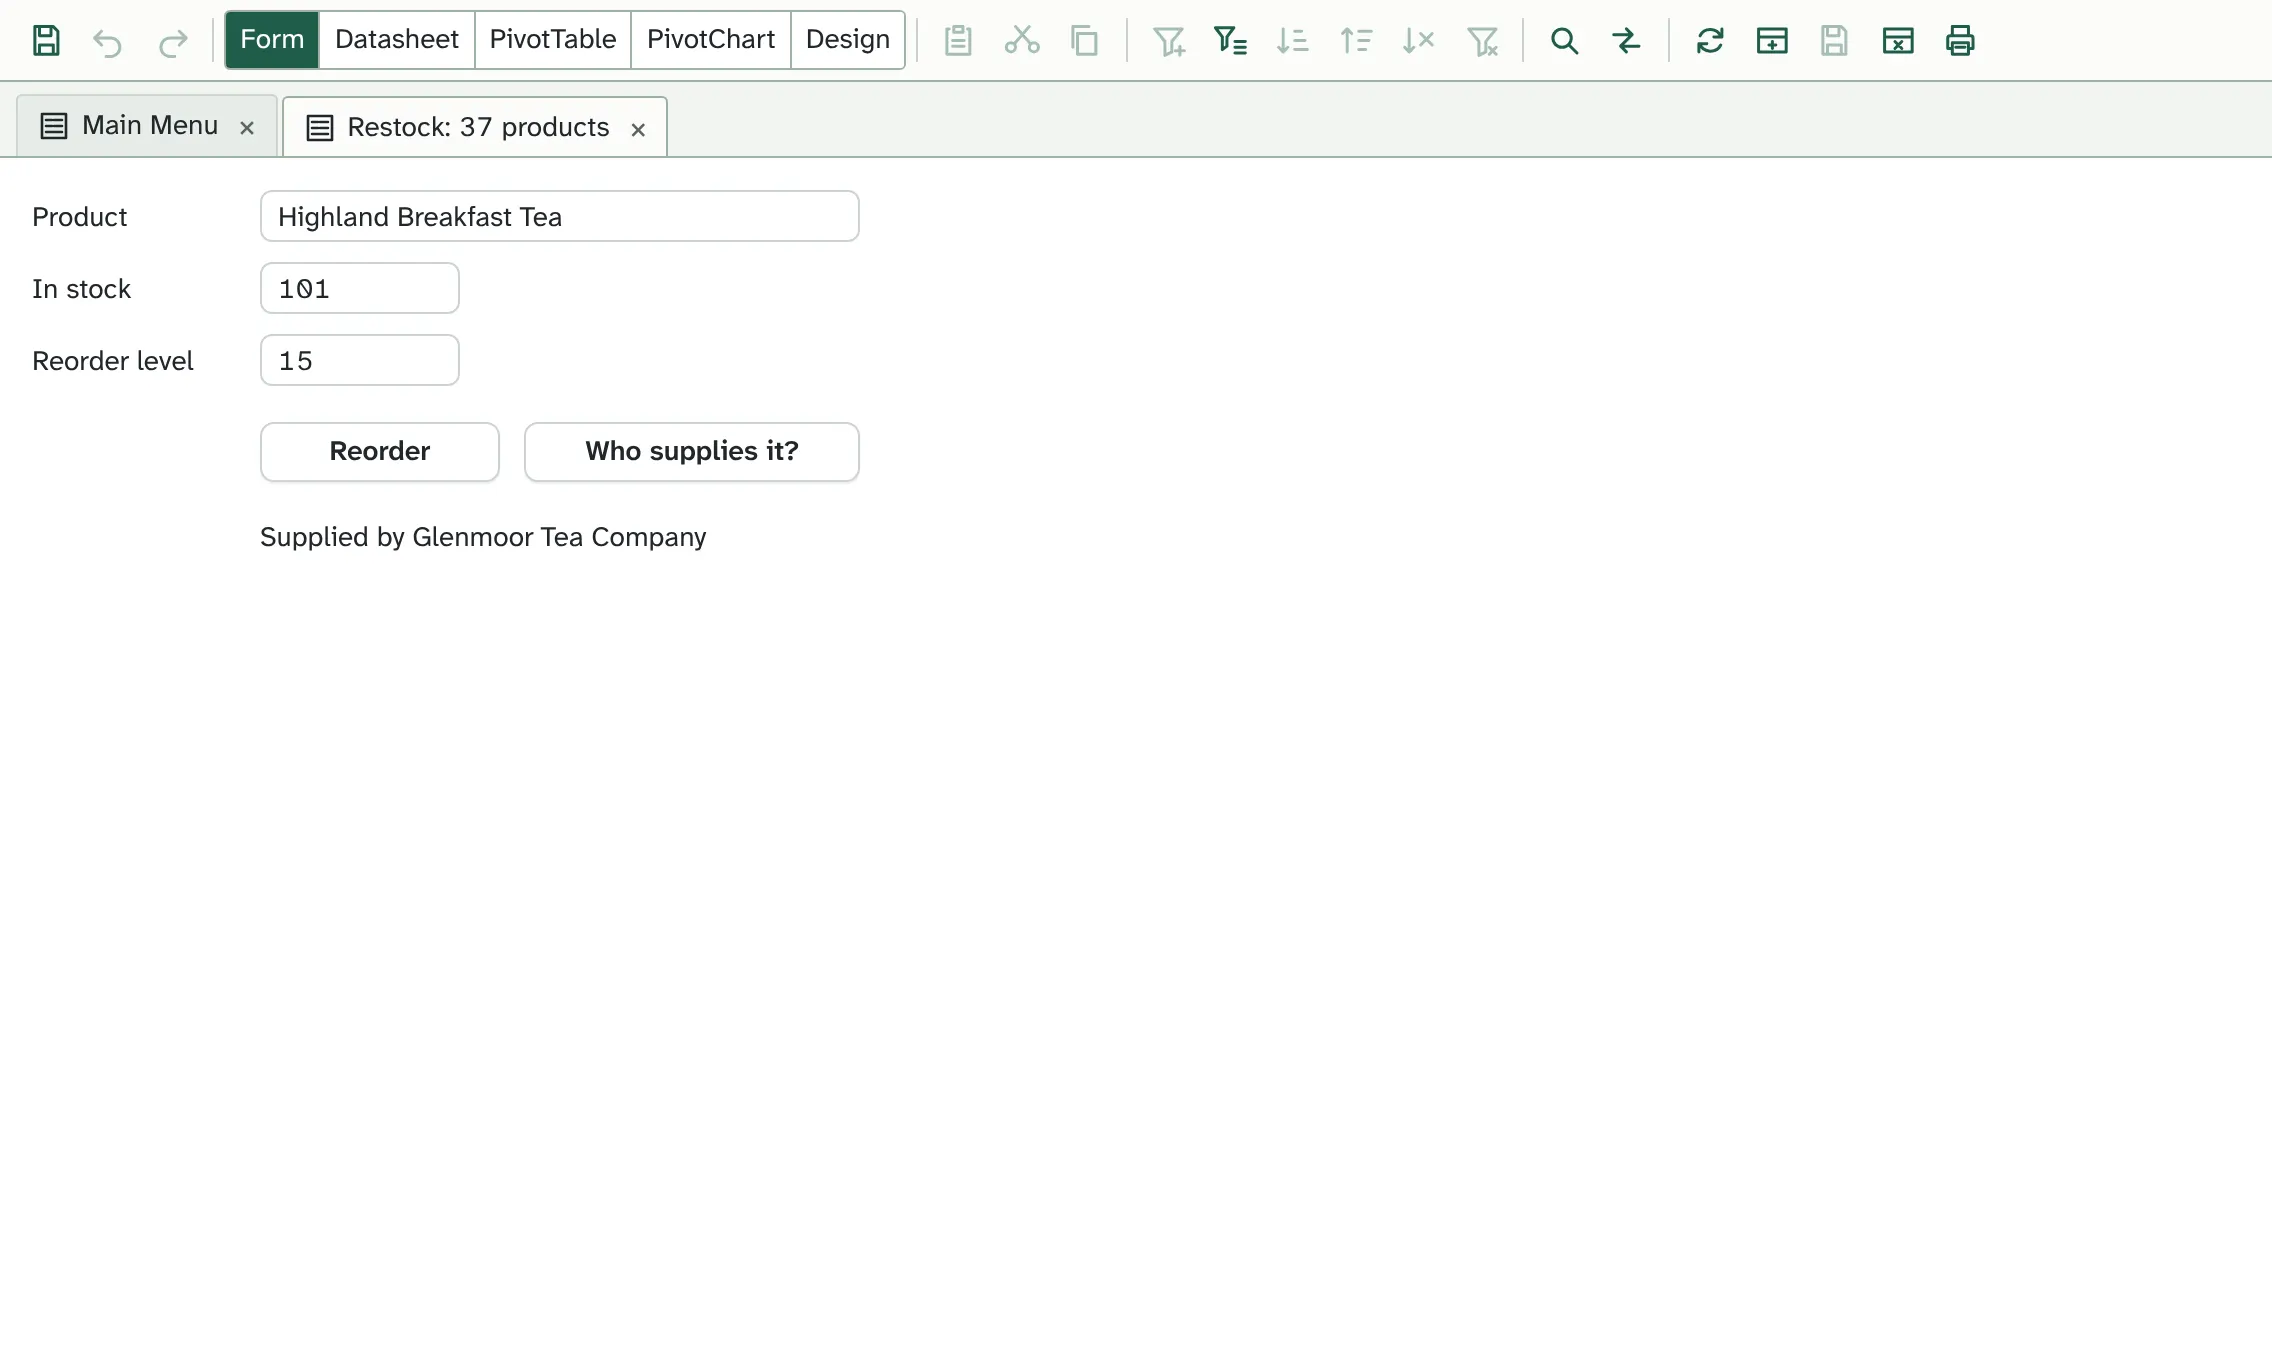 Form Datasheet PivotTable PivotChart Design
Main Menu × Restock: 37 products ×
Product Highland Breakfast Tea
In stock 101
Reorder level 15
Reorder Who supplies it?
Supplied by Glenmoor Tea Company